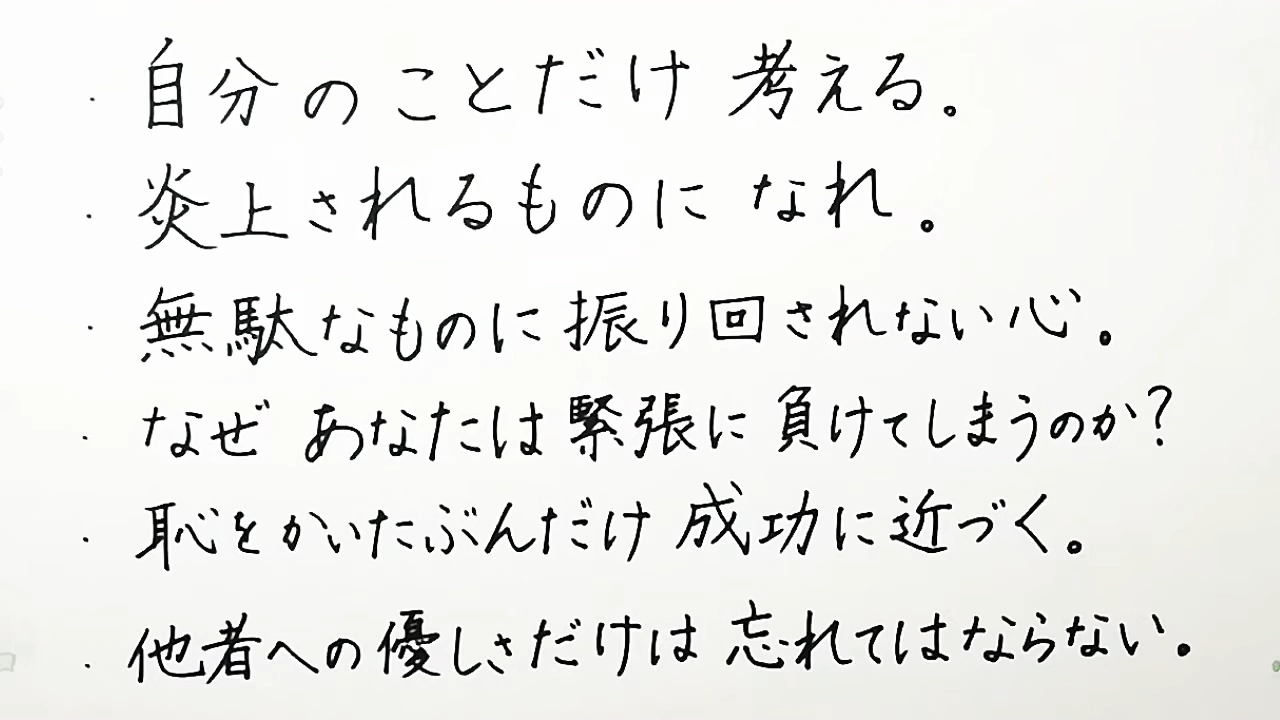 ・自分のことだけ考える。
・炎上されるものになれ。
・無駄なものに振り回されない心。
・なぜあなたは緊張に負けてしまうのか?
・恥をかいたぶんだけ成功に近づく。
・他者への優しさだけは忘れてはならない。